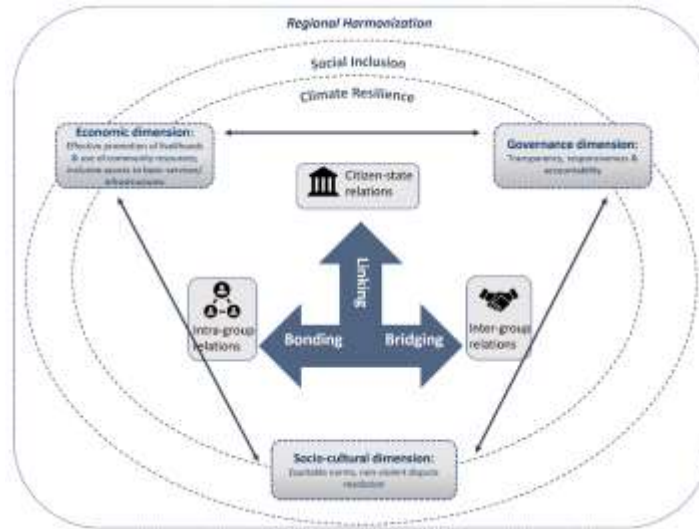 Regional Harmonization
Social Inclusion
Climate Resilience
Economic dimension:
Effective promotion of livelihoods
& use of community resources;
inclusive access to basic services/
infrastructures
Governance dimension:
Transparency, responsiveness &
accountability
Citizen-state
relations
Linking
Intra-group
relations
Bonding
Bridging
Inter-group
relations
Socio-cultural dimension:
Equitable norms, non-violent dispute
resolution